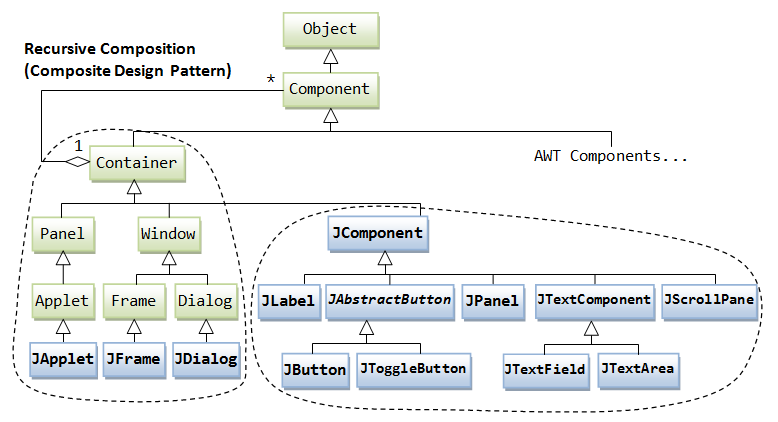 Object
Recursive Composition
(Composite Design Pattern)
*
Component
1
Container
AWT Components...
Panel
Window
JComponent
Applet
Frame
Dialog
JLabel
JAbstractButton
JPanel
JTextComponent
JScrollPane
JApplet
JFrame
JDialog
JButton
JToggleButton
JTextField
JTextArea